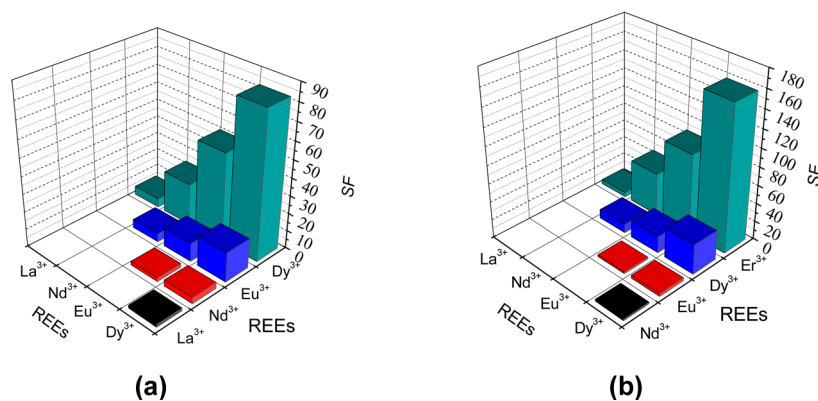 90
80
70
60
50
40
30
20
10
0
SF
La³⁺
Nd³⁺
Eu³⁺
Dy³⁺
REEs
La³⁺
Nd³⁺
Eu³⁺
Dy³⁺
REEs
(a)
180
160
140
120
100
80
60
40
20
0
SF
La³⁺
Nd³⁺
Eu³⁺
Dy³⁺
REEs
Nd³⁺
Eu³⁺
Dy³⁺
Er³⁺
REEs
(b)